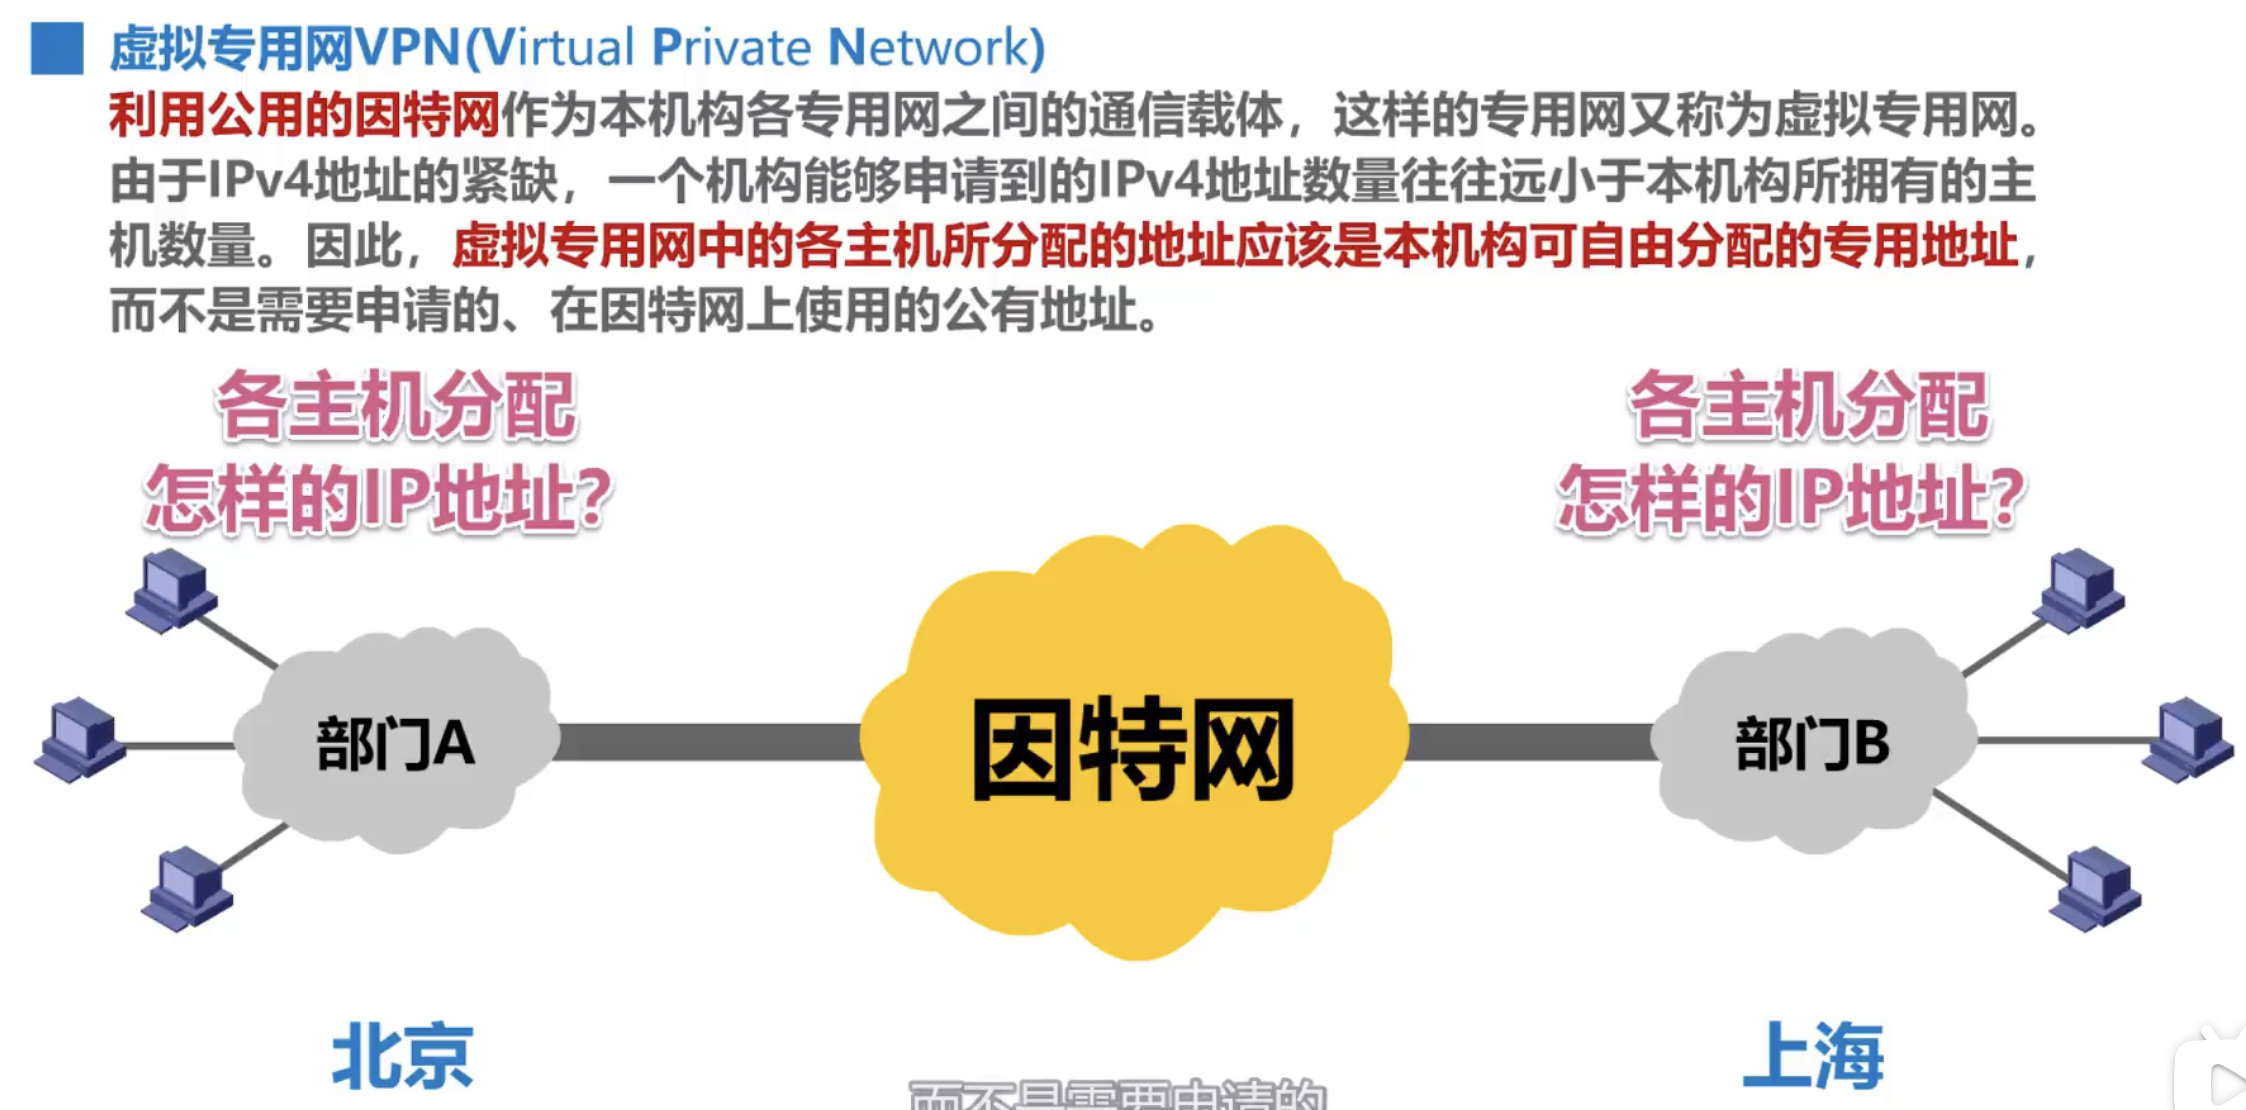 虚拟专用网VPN(Virtual Private Network)
利用公用的因特网作为本机构各专用网之间的通信载体，这样的专用网又称为虚拟专用网。
由于IPv4地址的紧缺，一个机构能够申请到的IPv4地址数量往往远小于本机构所拥有的主
机数量。因此，虚拟专用网中的各主机所分配的地址应该是本机构可自由分配的专用地址，
而不是需要申请的、在因特网上使用的公有地址。
各主机分配
怎样的IP地址？
各主机分配
怎样的IP地址？
部门A
因特网
部门B
北京
上海
而不是需要申请的